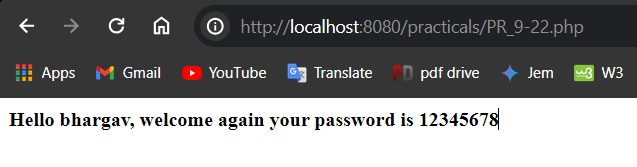 http://localhost:8080/practicals/PR_9-22.php
Apps Gmail YouTube Translate PD pdf drive Jem W3
Hello bhargav, welcome again your password is 12345678